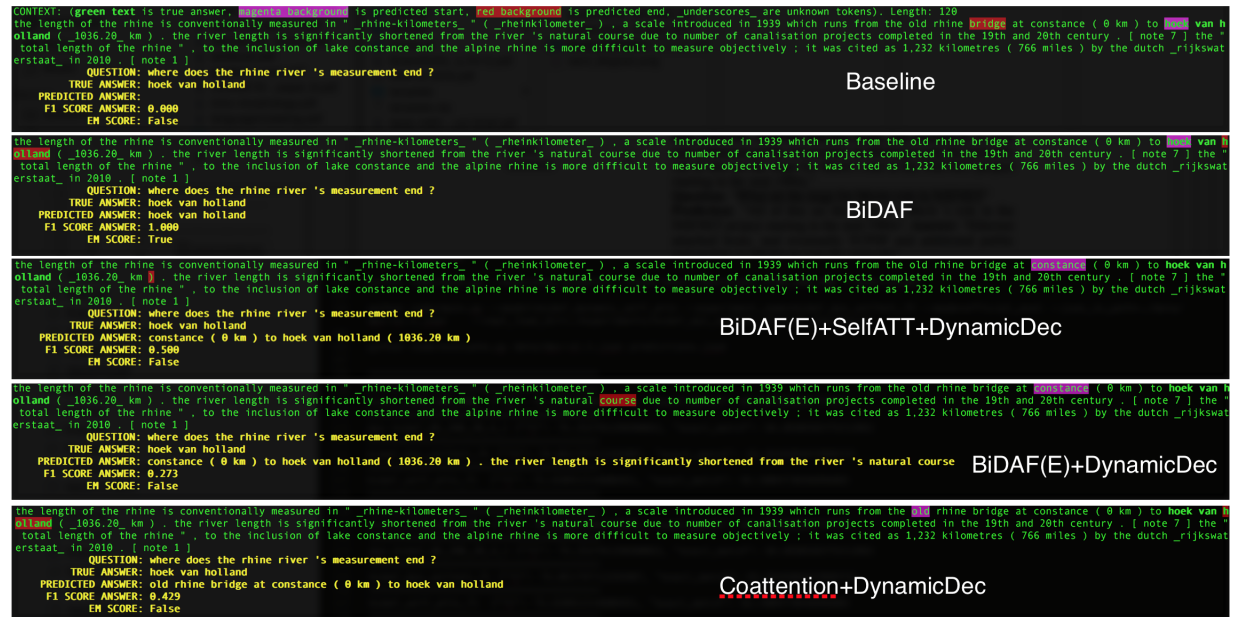 CONTEXT: (green text is true answer, magenta background is predicted start, red background is predicted end, _underscores_ are unknown tokens). Length: 120
the length of the rhine is conventionally measured in " _rhine-kilometers_ " ( _rheinkilometer_ ) , a scale introduced in 1939 which runs from the old rhine bridge at constance ( 0 km ) to hoek van h
olland ( _1036.20_ km ) . the river length is significantly shortened from the river 's natural course due to number of canalisation projects completed in the 19th and 20th century . [ note 7 ] the "
total length of the rhine " , to the inclusion of lake constance and the alpine rhine is more difficult to measure objectively ; it was cited as 1,232 kilometres ( 766 miles ) by the dutch _rijkswat
erstaat_ in 2010 . [ note 1 ]
QUESTION: where does the rhine river 's measurement end ?
TRUE ANSWER: hoek van holland
PREDICTED ANSWER:
F1 SCORE ANSWER: 0.000
EM SCORE: False
Baseline
the length of the rhine is conventionally measured in " _rhine-kilometers_ " ( _rheinkilometer_ ) , a scale introduced in 1939 which runs from the old rhine bridge at constance ( 0 km ) to hoek van h
olland ( _1036.20_ km ) . the river length is significantly shortened from the river 's natural course due to number of canalisation projects completed in the 19th and 20th century . [ note 7 ] the "
total length of the rhine " , to the inclusion of lake constance and the alpine rhine is more difficult to measure objectively ; it was cited as 1,232 kilometres ( 766 miles ) by the dutch _rijkswat
erstaat_ in 2010 . [ note 1 ]
QUESTION: where does the rhine river 's measurement end ?
TRUE ANSWER: hoek van holland
PREDICTED ANSWER: hoek van holland
F1 SCORE ANSWER: 1.000
EM SCORE: True
BiDAF
the length of the rhine is conventionally measured in " _rhine-kilometers_ " ( _rheinkilometer_ ) , a scale introduced in 1939 which runs from the old rhine bridge at constance ( 0 km ) to hoek van h
olland ( _1036.20_ km ) . the river length is significantly shortened from the river 's natural course due to number of canalisation projects completed in the 19th and 20th century . [ note 7 ] the "
total length of the rhine " , to the inclusion of lake constance and the alpine rhine is more difficult to measure objectively ; it was cited as 1,232 kilometres ( 766 miles ) by the dutch _rijkswat
erstaat_ in 2010 . [ note 1 ]
QUESTION: where does the rhine river 's measurement end ?
TRUE ANSWER: hoek van holland
PREDICTED ANSWER: constance ( 0 km ) to hoek van holland ( 1036.20 km )
F1 SCORE ANSWER: 0.500
EM SCORE: False
BiDAF(E)+SelfATT+DynamicDec
the length of the rhine is conventionally measured in " _rhine-kilometers_ " ( _rheinkilometer_ ) , a scale introduced in 1939 which runs from the old rhine bridge at constance ( 0 km ) to hoek van h
olland ( _1036.20_ km ) . the river length is significantly shortened from the river 's natural course due to number of canalisation projects completed in the 19th and 20th century . [ note 7 ] the "
total length of the rhine " , to the inclusion of lake constance and the alpine rhine is more difficult to measure objectively ; it was cited as 1,232 kilometres ( 766 miles ) by the dutch _rijkswat
erstaat_ in 2010 . [ note 1 ]
QUESTION: where does the rhine river 's measurement end ?
TRUE ANSWER: hoek van holland
PREDICTED ANSWER: constance ( 0 km ) to hoek van holland ( 1036.20 km ) . the river length is significantly shortened from the river 's natural course
F1 SCORE ANSWER: 0.273
EM SCORE: False
BiDAF(E)+DynamicDec
the length of the rhine is conventionally measured in " _rhine-kilometers_ " ( _rheinkilometer_ ) , a scale introduced in 1939 which runs from the old rhine bridge at constance ( 0 km ) to hoek van h
olland ( _1036.20_ km ) . the river length is significantly shortened from the river 's natural course due to number of canalisation projects completed in the 19th and 20th century . [ note 7 ] the "
total length of the rhine " , to the inclusion of lake constance and the alpine rhine is more difficult to measure objectively ; it was cited as 1,232 kilometres ( 766 miles ) by the dutch _rijkswat
erstaat_ in 2010 . [ note 1 ]
QUESTION: where does the rhine river 's measurement end ?
TRUE ANSWER: hoek van holland
PREDICTED ANSWER: old rhine bridge at constance ( 0 km ) to hoek van holland
F1 SCORE ANSWER: 0.429
EM SCORE: False
Coattention+DynamicDec